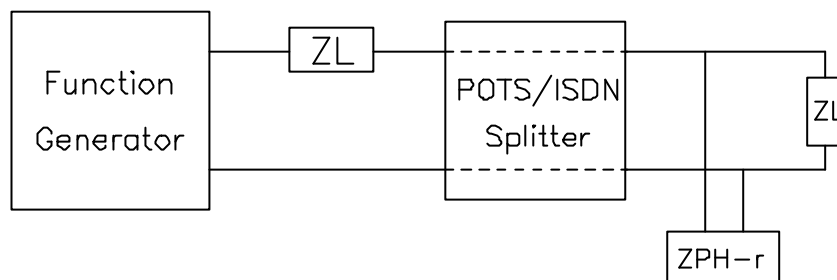 Function
Generator
ZL
POTS/ISDN
Splitter
ZL
ZPH-r